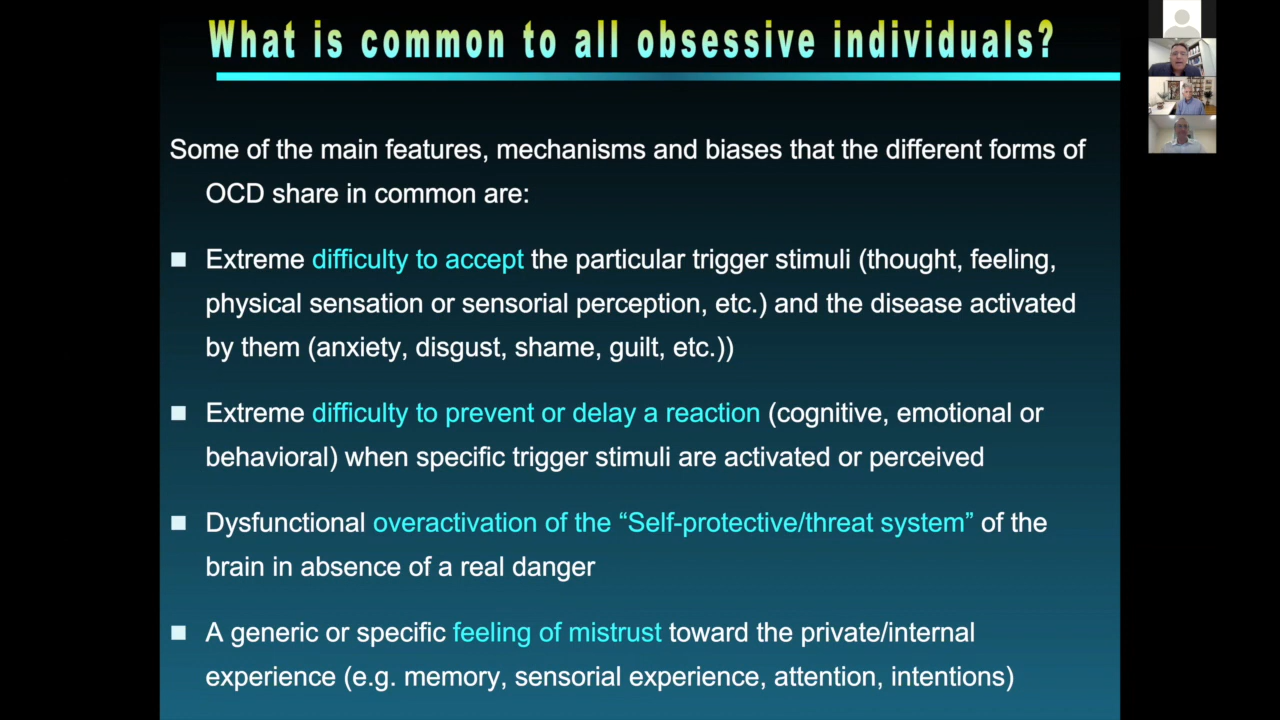 What is common to all obsessive individuals?
Some of the main features, mechanisms and biases that the different forms of
OCD share in common are:
Extreme difficulty to accept the particular trigger stimuli (thought, feeling,
physical sensation or sensorial perception, etc.) and the disease activated
by them (anxiety, disgust, shame, guilt, etc.))
Extreme difficulty to prevent or delay a reaction (cognitive, emotional or
behavioral) when specific trigger stimuli are activated or perceived
Dysfunctional overactivation of the “Self-protective/threat system” of the
brain in absence of a real danger
A generic or specific feeling of mistrust toward the private/internal
experience (e.g. memory, sensorial experience, attention, intentions)